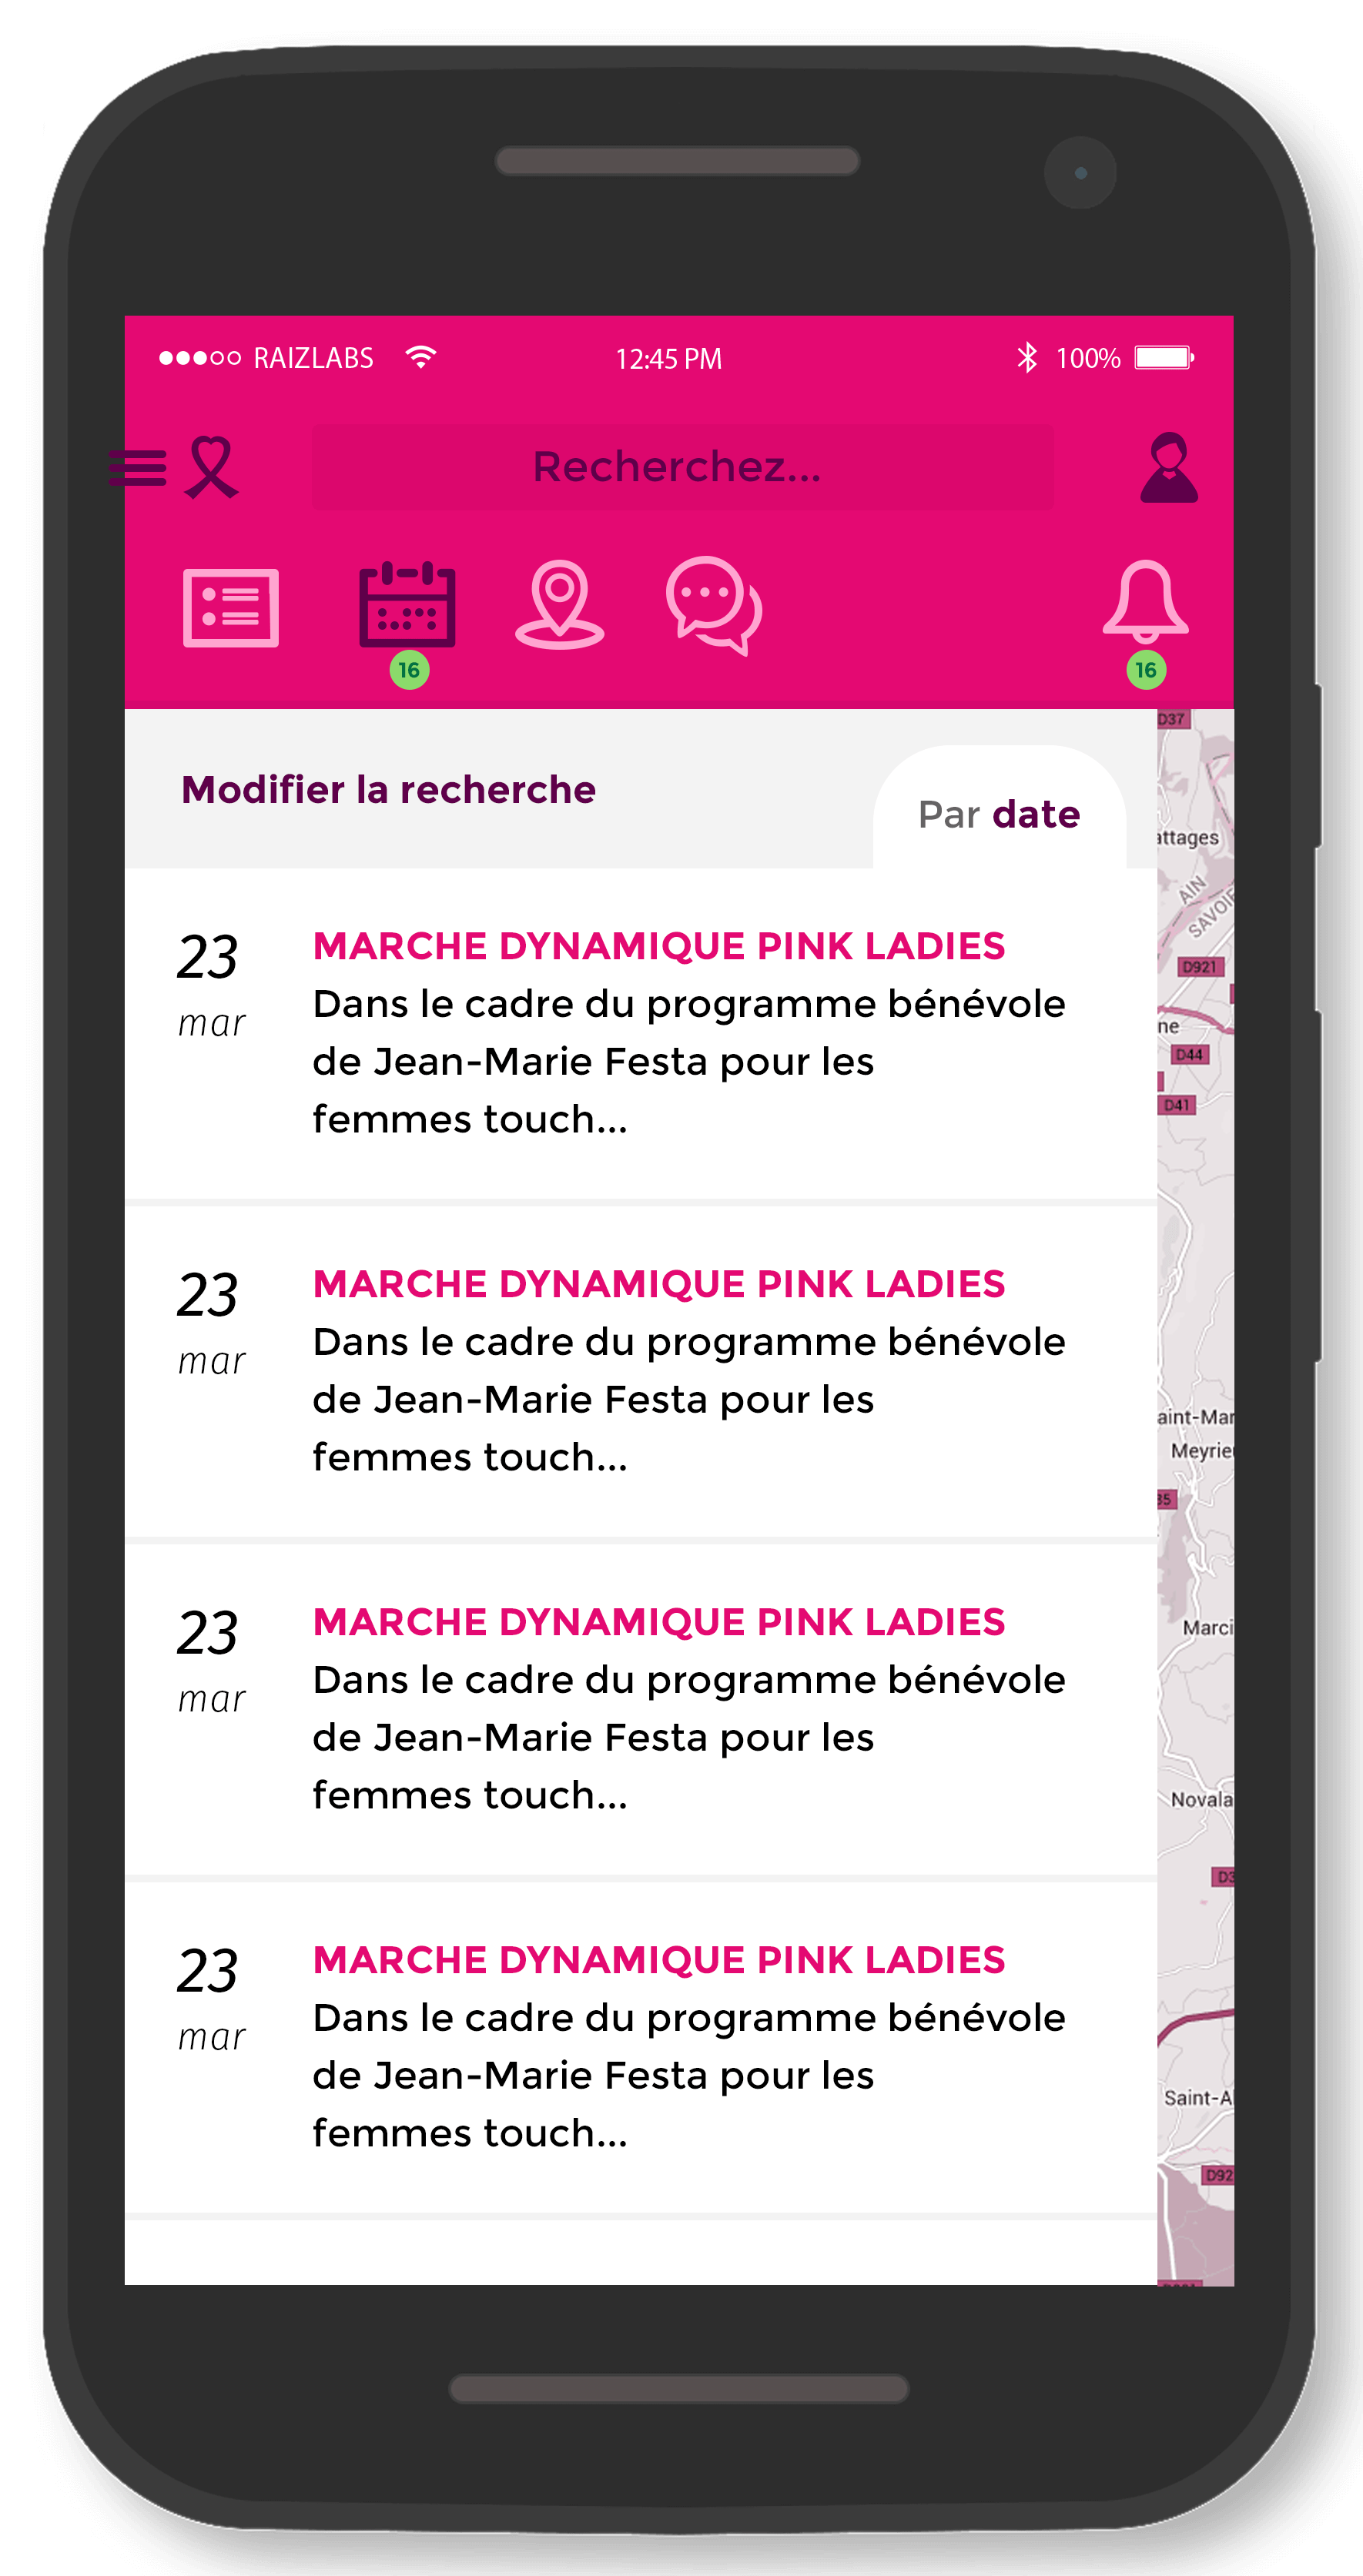 RAIZLABS 12:45 PM 100%
Recherchez...
16 16
Modifier la recherche
Par date
23 mar
MARCHE DYNAMIQUE PINK LADIES
Dans le cadre du programme bénévole
de Jean-Marie Festa pour les
femmes touch...
23 mar
MARCHE DYNAMIQUE PINK LADIES
Dans le cadre du programme bénévole
de Jean-Marie Festa pour les
femmes touch...
23 mar
MARCHE DYNAMIQUE PINK LADIES
Dans le cadre du programme bénévole
de Jean-Marie Festa pour les
femmes touch...
23 mar
MARCHE DYNAMIQUE PINK LADIES
Dans le cadre du programme bénévole
de Jean-Marie Festa pour les
femmes touch...
D37
attages
AIN
SAVOIE
D921
ne
D44
D41
aint-Mar
Meyrie
35
Marci
Novala
D3
Saint-A
D92